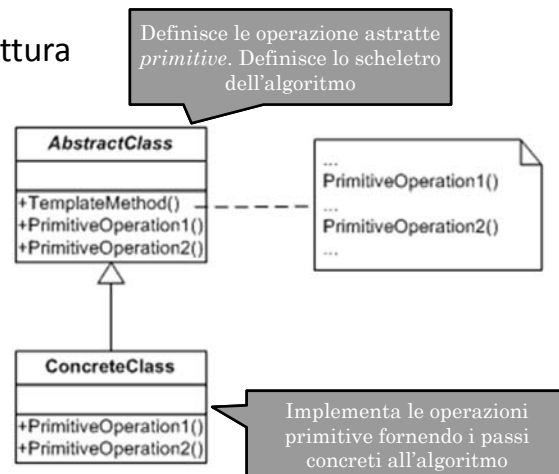 ttura
Definisce le operazione astratte
primitive. Definisce lo scheletro
dell'algoritmo
AbstractClass
+TemplateMethod()
+PrimitiveOperation1()
+PrimitiveOperation2()
...
PrimitiveOperation1()
...
PrimitiveOperation2()
...
ConcreteClass
+PrimitiveOperation1()
+PrimitiveOperation2()
Implementa le operazioni
primitive fornendo i passi
concreti all'algoritmo